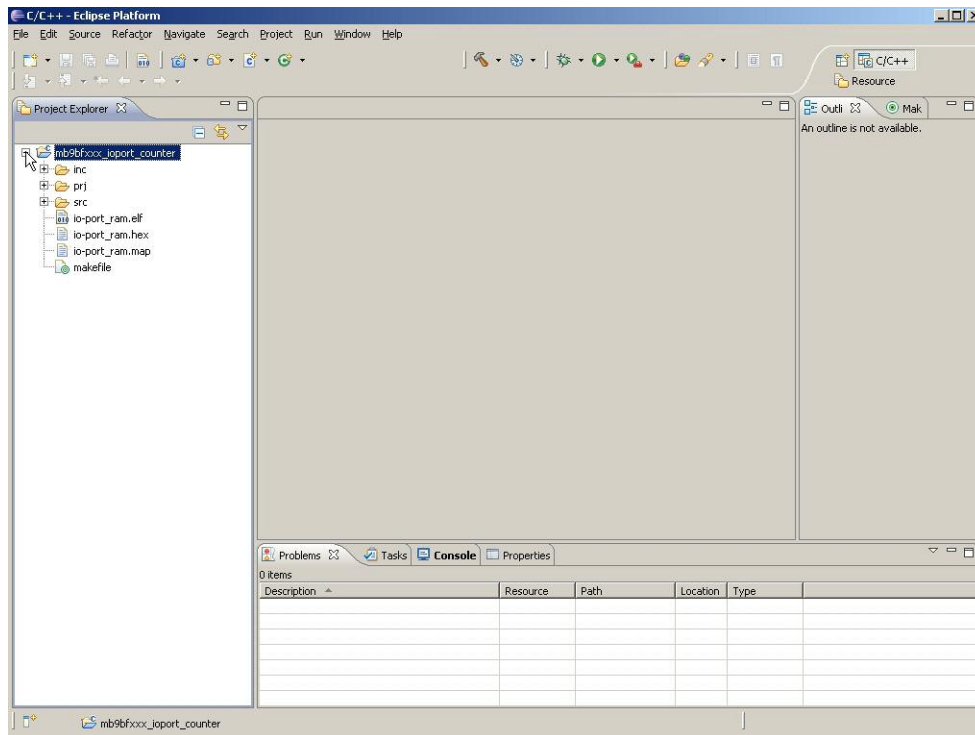 C/C++ - Eclipse Platform
File Edit Source Refactor Navigate Search Project Run Window Help
C/C++
Resource
Project Explorer
Outli Mak
An outline is not available.
mb9bfxxx_ioport_counter
inc
prj
src
io-port_ram.elf
io-port_ram.hex
io-port_ram.map
makefile
Problems Tasks Console Properties
0 items
Description Resource Path Location Type
mb9bfxxx_ioport_counter